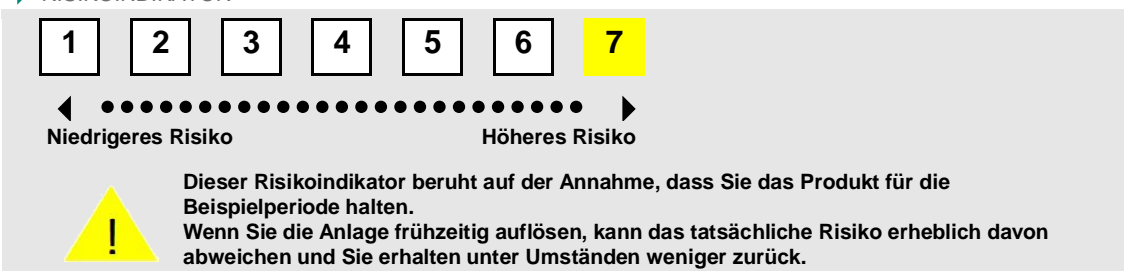 RISIKOINDIKATOR
1 2 3 4 5 6 7
Niedrigeres Risiko Höheres Risiko
Dieser Risikoindikator beruht auf der Annahme, dass Sie das Produkt für die
Beispielperiode halten.
Wenn Sie die Anlage frühzeitig auflösen, kann das tatsächliche Risiko erheblich davon
abweichen und Sie erhalten unter Umständen weniger zurück.
!